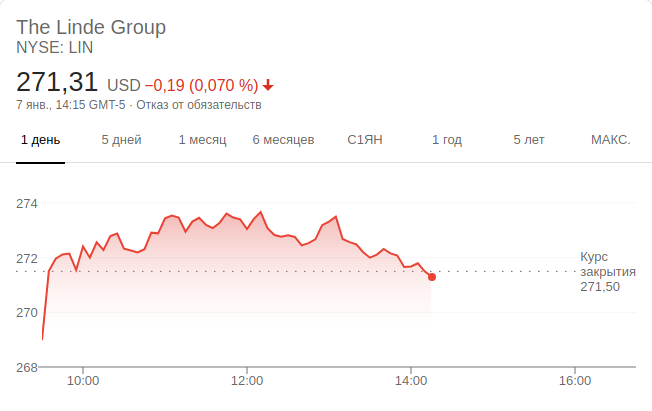 The Linde Group
NYSE: LIN
271,31 USD −0,19 (0,070 %)
7 янв., 14:15 GMT-5 · Отказ от обязательств
1 день 5 дней 1 месяц 6 месяцев С1ЯН 1 год 5 лет МАКС.
274
272
270
268
Курс
закрытия
271,50
10:00 12:00 14:00 16:00